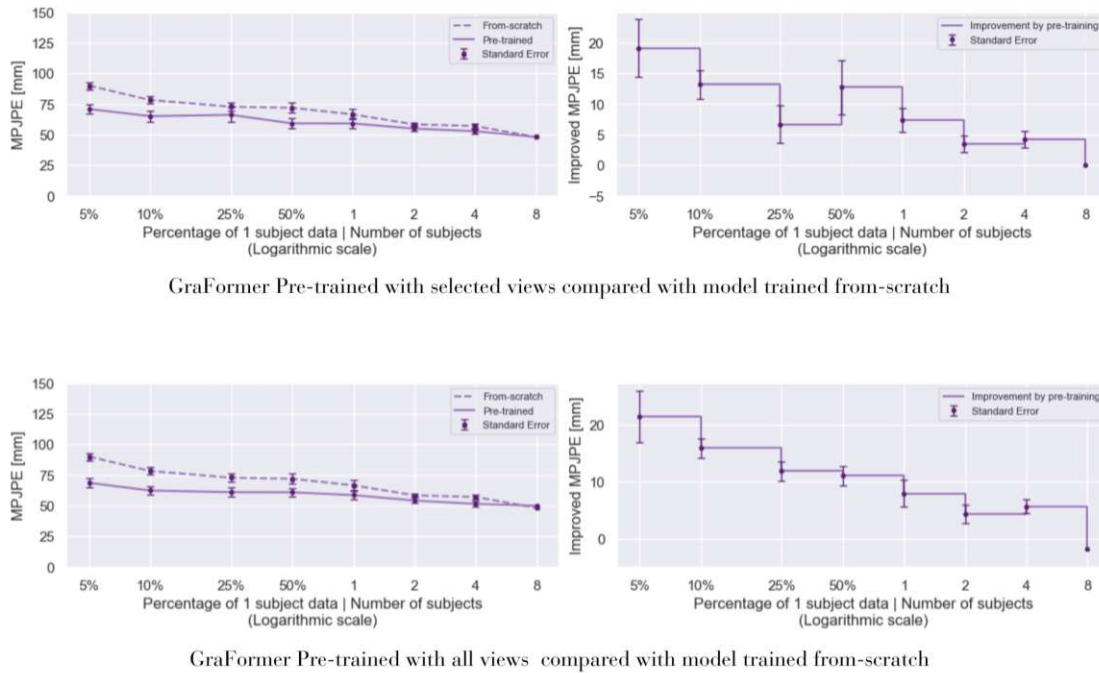 150
125
100
75
50
25
0
MPJPE [mm]
From-scratch
Pre-trained
Standard Error
5% 10% 25% 50% 1 2 4 8
Percentage of 1 subject data | Number of subjects
(Logarithmic scale)
20
15
10
5
0
−5
Improved MPJPE [mm]
Improvement by pre-training
Standard Error
5% 10% 25% 50% 1 2 4 8
Percentage of 1 subject data | Number of subjects
(Logarithmic scale)
GraFormer Pre-trained with selected views compared with model trained from-scratch
150
125
100
75
50
25
0
MPJPE [mm]
From-scratch
Pre-trained
Standard Error
5% 10% 25% 50% 1 2 4 8
Percentage of 1 subject data | Number of subjects
(Logarithmic scale)
20
10
0
Improved MPJPE [mm]
Improvement by pre-training
Standard Error
5% 10% 25% 50% 1 2 4 8
Percentage of 1 subject data | Number of subjects
(Logarithmic scale)
GraFormer Pre-trained with all views compared with model trained from-scratch